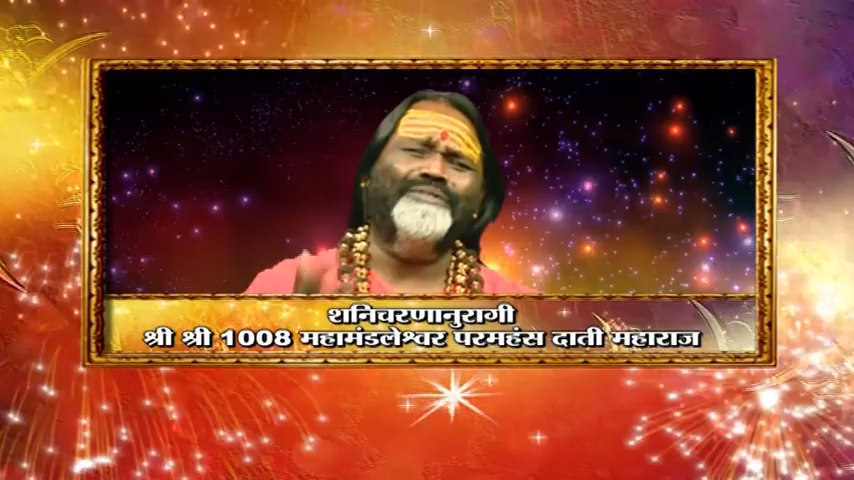 शनिचरणानुरागी
श्री श्री 1008 महामंडलेश्वर परमहंस दाती महाराज